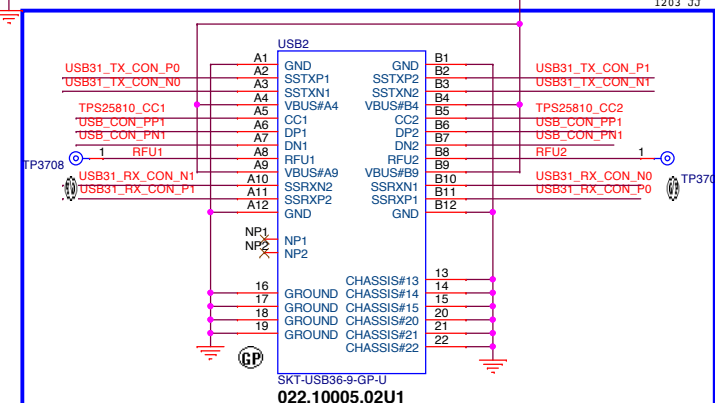 1203 JJ
USB2
USB31_TX_CON_P0 A1 GND GND B1 USB31_TX_CON_P1
USB31_TX_CON_N0 A2 SSTXP1 SSTXP2 B2 USB31_TX_CON_N1
A3 SSTXN1 SSTXN2 B3
A4 VBUS#A4 VBUS#B4 B4
TPS25810_CC1 A5 CC1 CC2 B5 TPS25810_CC2
USB_CON_PP1 A6 DP1 DP2 B6 USB_CON_PP1
USB_CON_PN1 A7 DN1 DN2 B7 USB_CON_PN1
TP3708 1 RFU1 A8 RFU1 RFU2 B8 RFU2 1
A9 VBUS#A9 VBUS#B9 B9
USB31_RX_CON_N1 A10 SSRXN2 SSRXN1 B10 USB31_RX_CON_N0
USB31_RX_CON_P1 A11 SSRXP2 SSRXP1 B11 USB31_RX_CON_P0
A12 GND GND B12
NP1 NP1
NP2 NP2
CHASSIS#13 13
16 GROUND CHASSIS#14 14
17 GROUND CHASSIS#15 15
18 GROUND CHASSIS#20 20
19 GROUND CHASSIS#21 21
CHASSIS#22 22
GP
SKT-USB36-9-GP-U
022.10005.02U1